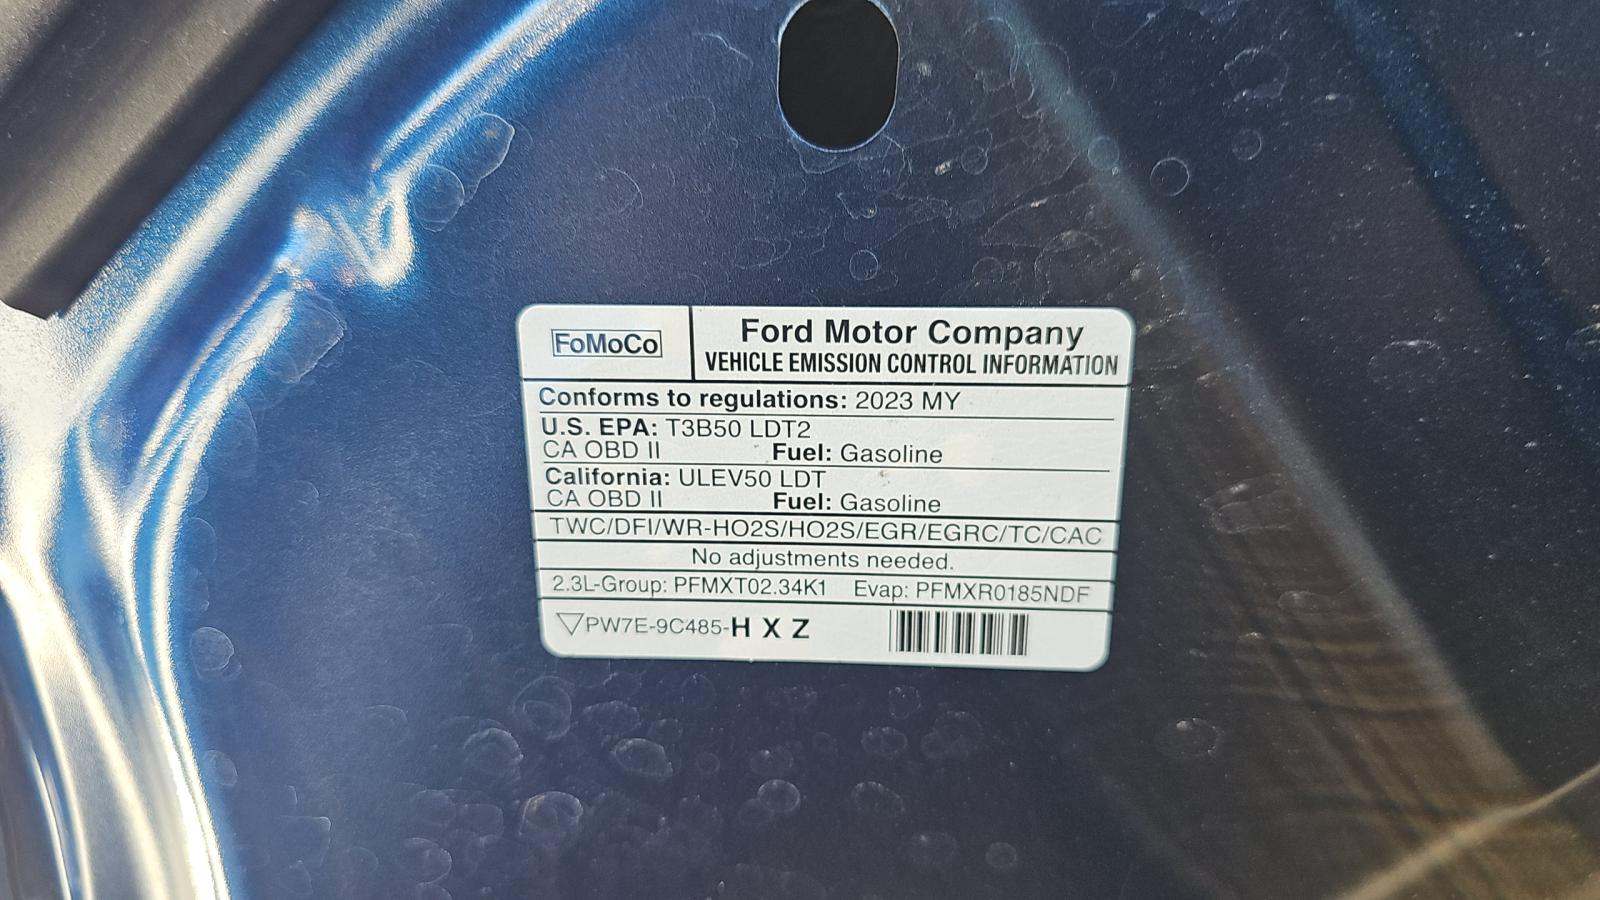 FoMoCo
Ford Motor Company
VEHICLE EMISSION CONTROL INFORMATION
Conforms to regulations: 2023 MY
U.S. EPA: T3B50 LDT2
CA OBD II Fuel: Gasoline
California: ULEV50 LDT
CA OBD II Fuel: Gasoline
TWC/DFI/WR-HO2S/HO2S/EGR/EGRC/TC/CAC
No adjustments needed.
2.3L-Group: PFMXT02.34K1 Evap: PFMXR0185NDF
PW7E-9C485-H X Z